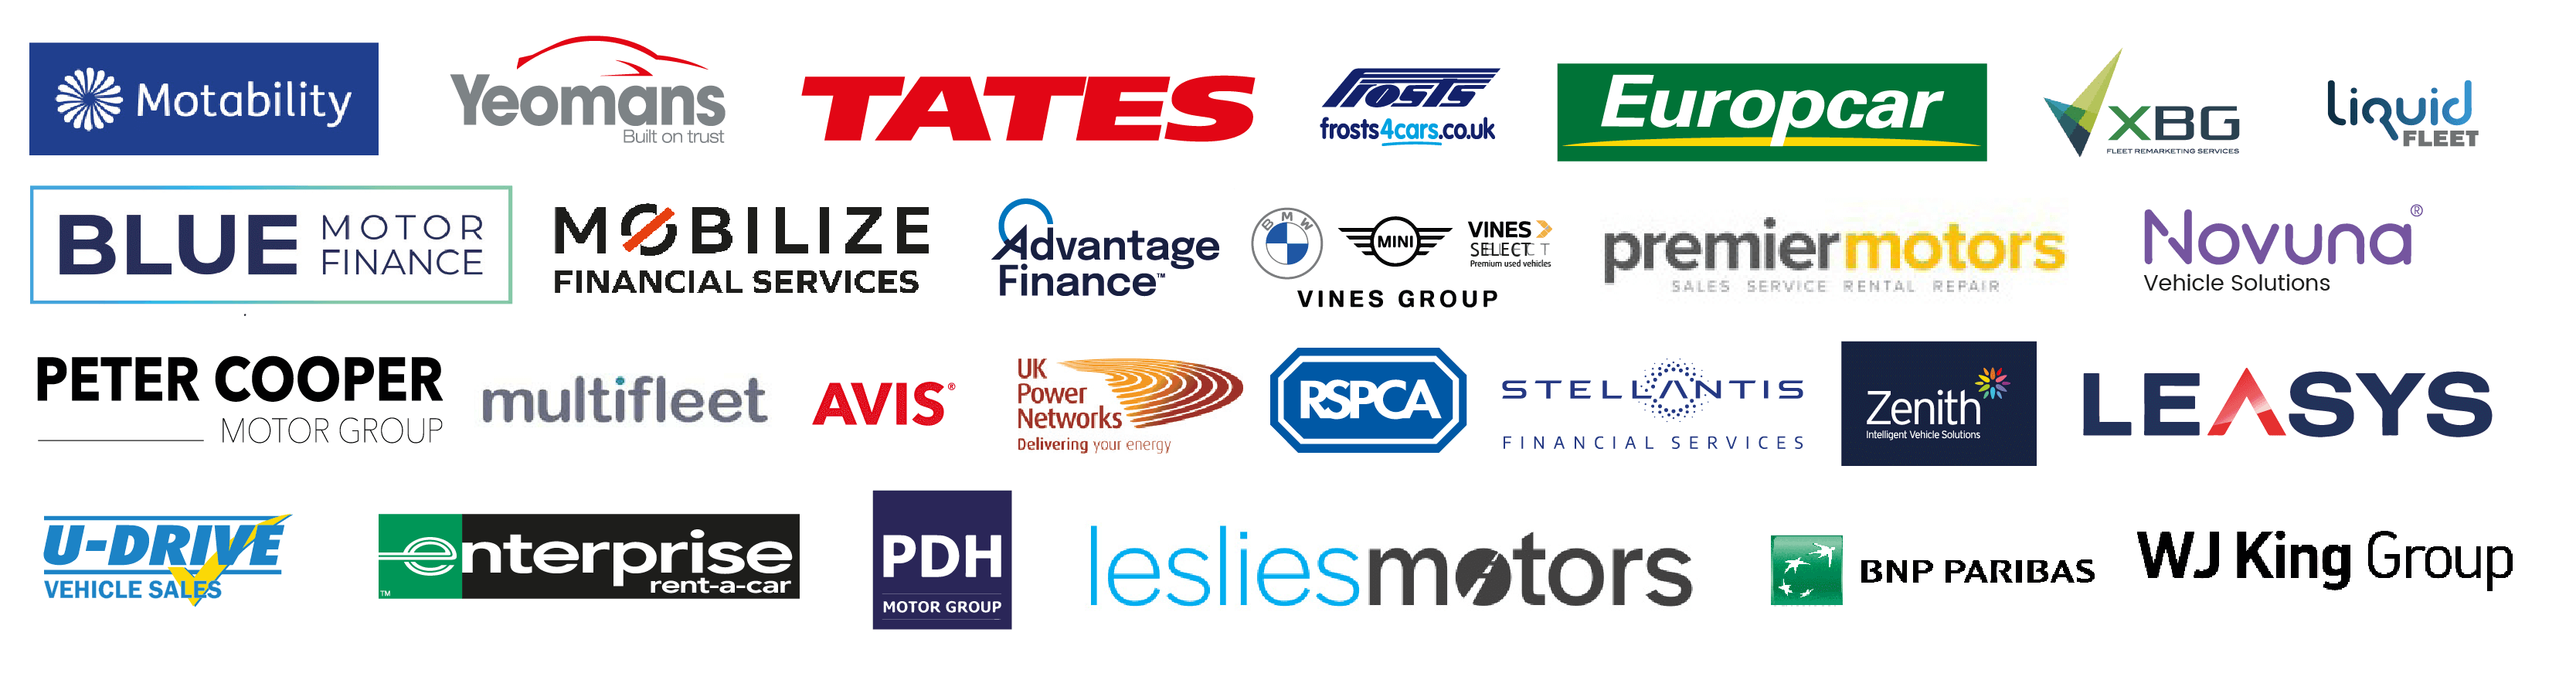 Motability
Yeomans
Built on trust
TATES
frosts
frosts4cars.co.uk
Europcar
XBG
FLEET REMARKETING SERVICES
Liquid
FLEET
BLUE MOTOR
FINANCE
MOBILIZE
FINANCIAL SERVICES
Advantage
Finance™
BMW
MINI
VINES
SELECT
Premium used vehicles
VINES GROUP
premiermotors
SALES SERVICE RENTAL REPAIR
Novuna®
Vehicle Solutions
PETER COOPER
MOTOR GROUP
multifleet
AVIS®
UK
Power
Networks
Delivering your energy
RSPCA
STELLANTIS
FINANCIAL SERVICES
Zenith
Intelligent Vehicle Solutions
LEASYS
U-DRIVE
VEHICLE SALES
enterprise
rent-a-car
TM
PDH
MOTOR GROUP
lesliesmotors
BNP PARIBAS
WJ King Group